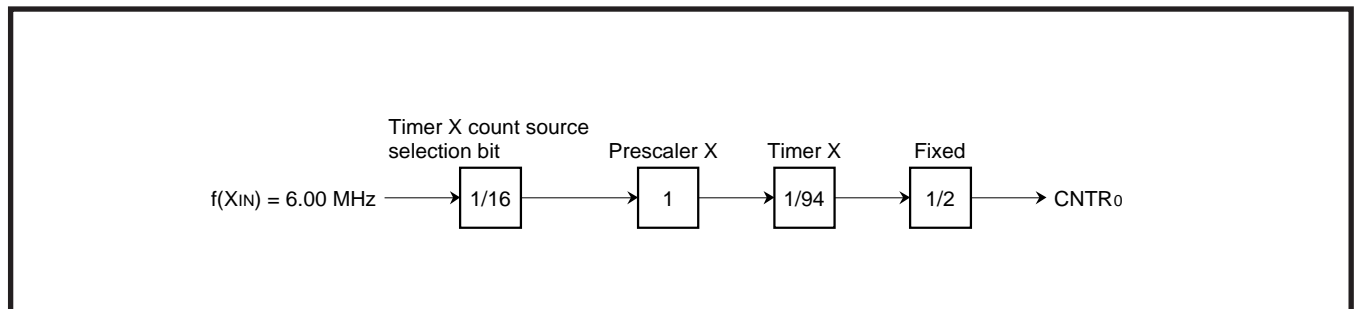 Timer X count source
selection bit
Prescaler X
Timer X
Fixed
f(XIN) = 6.00 MHz
1/16
1
1/94
1/2
CNTR0